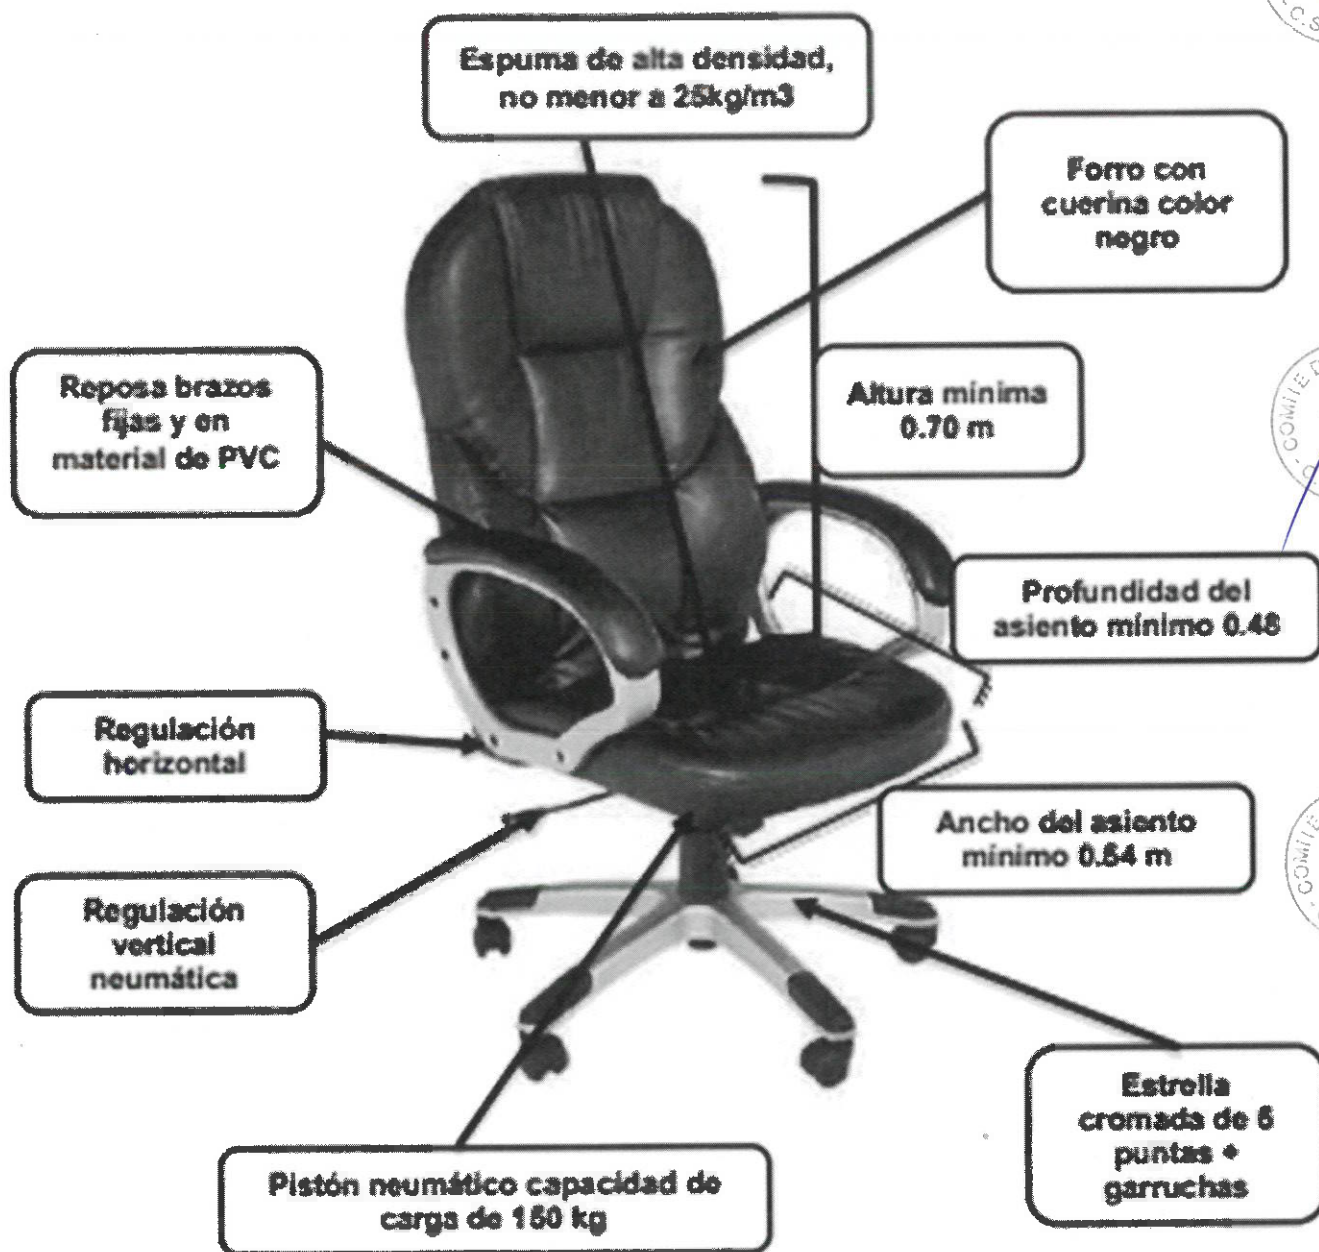 Espuma de alta densidad,
no menor a 25kg/m3
Forro con
cuerina color
negro
Reposa brazos
fijas y en
material de PVC
Altura mínima
0.70 m
Profundidad del
asiento mínimo 0.48
m
Regulación
horizontal
Ancho del asiento
mínimo 0.54 m
Regulación
vertical
neumática
Estrella
cromada de 5
puntas +
garruchas
Pistón neumático capacidad de
carga de 150 kg
C.S
COMITE D
COMITE